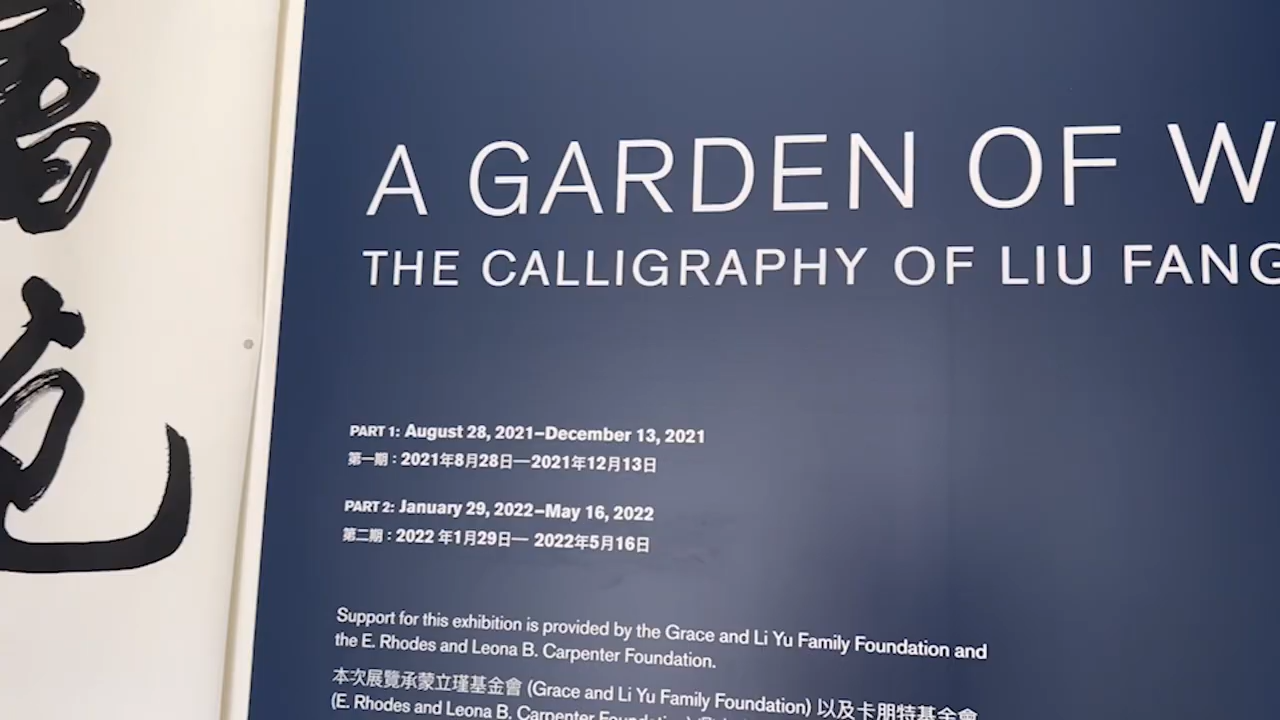 A GARDEN OF W
THE CALLIGRAPHY OF LIU FANG
PART 1: August 28, 2021–December 13, 2021
第一期：2021年8月28日—2021年12月13日
PART 2: January 29, 2022–May 16, 2022
第二期：2022 年1月29日— 2022年5月16日
Support for this exhibition is provided by the Grace and Li Yu Family Foundation and
the E. Rhodes and Leona B. Carpenter Foundation.
本次展覽承蒙立瑾基金會 (Grace and Li Yu Family Foundation) 以及卡朋特基金會
(E. Rhodes and Leona B. Carpenter Foundation)